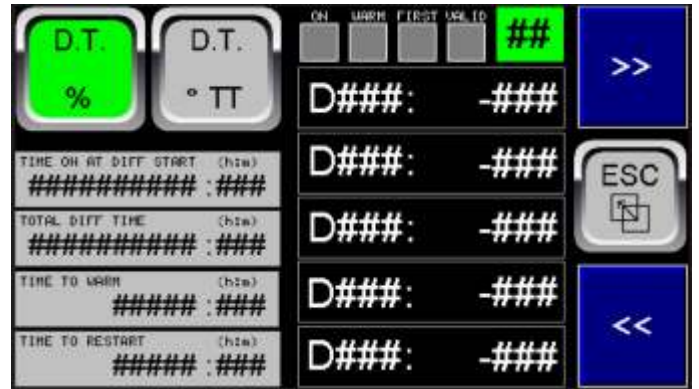 D.T.
%
D.T.
° TT
TIME ON AT DIFF START (h:m)
########## :###
TOTAL DIFF TIME (h:m)
########## :###
TIME TO WARM (h:m)
##### :###
TIME TO RESTART (h:m)
##### :###
ON WARM FIRST VALID
##
D###: -###
D###: -###
D###: -###
D###: -###
D###: -###
>>
ESC
<<